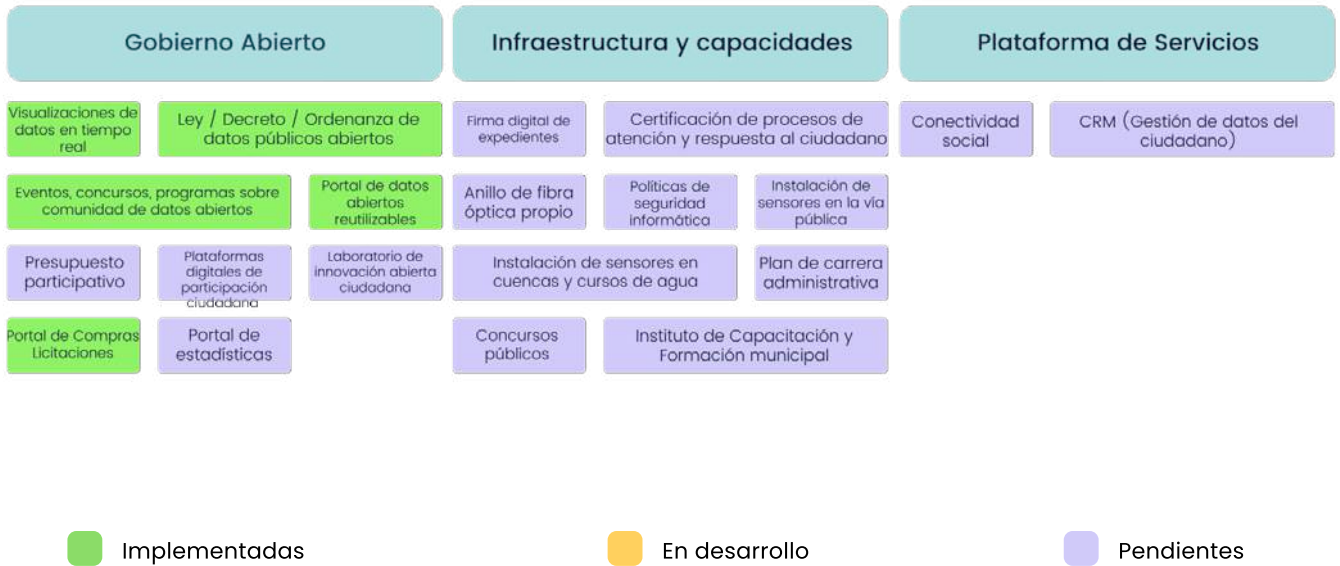 Gobierno Abierto
Infraestructura y capacidades
Plataforma de Servicios
Visualizaciones de
datos en tiempo
real
Ley / Decreto / Ordenanza de
datos públicos abiertos
Firma digital de
expedientes
Certificación de procesos de
atención y respuesta al ciudadano
Conectividad
social
CRM (Gestión de datos del
ciudadano)
Eventos, concursos, programas sobre
comunidad de datos abiertos
Portal de datos
abiertos
reutilizables
Anillo de fibra
óptica propio
Políticas de
seguridad
informática
Instalación de
sensores en la vía
pública
Presupuesto
participativo
Plataformas
digitales de
participación
ciudadana
Laboratorio de
innovación abierta
ciudadana
Instalación de sensores en
cuencas y cursos de agua
Plan de carrera
administrativa
Portal de Compras
Licitaciones
Portal de
estadísticas
Concursos
públicos
Instituto de Capacitación y
Formación municipal
Implementadas
En desarrollo
Pendientes